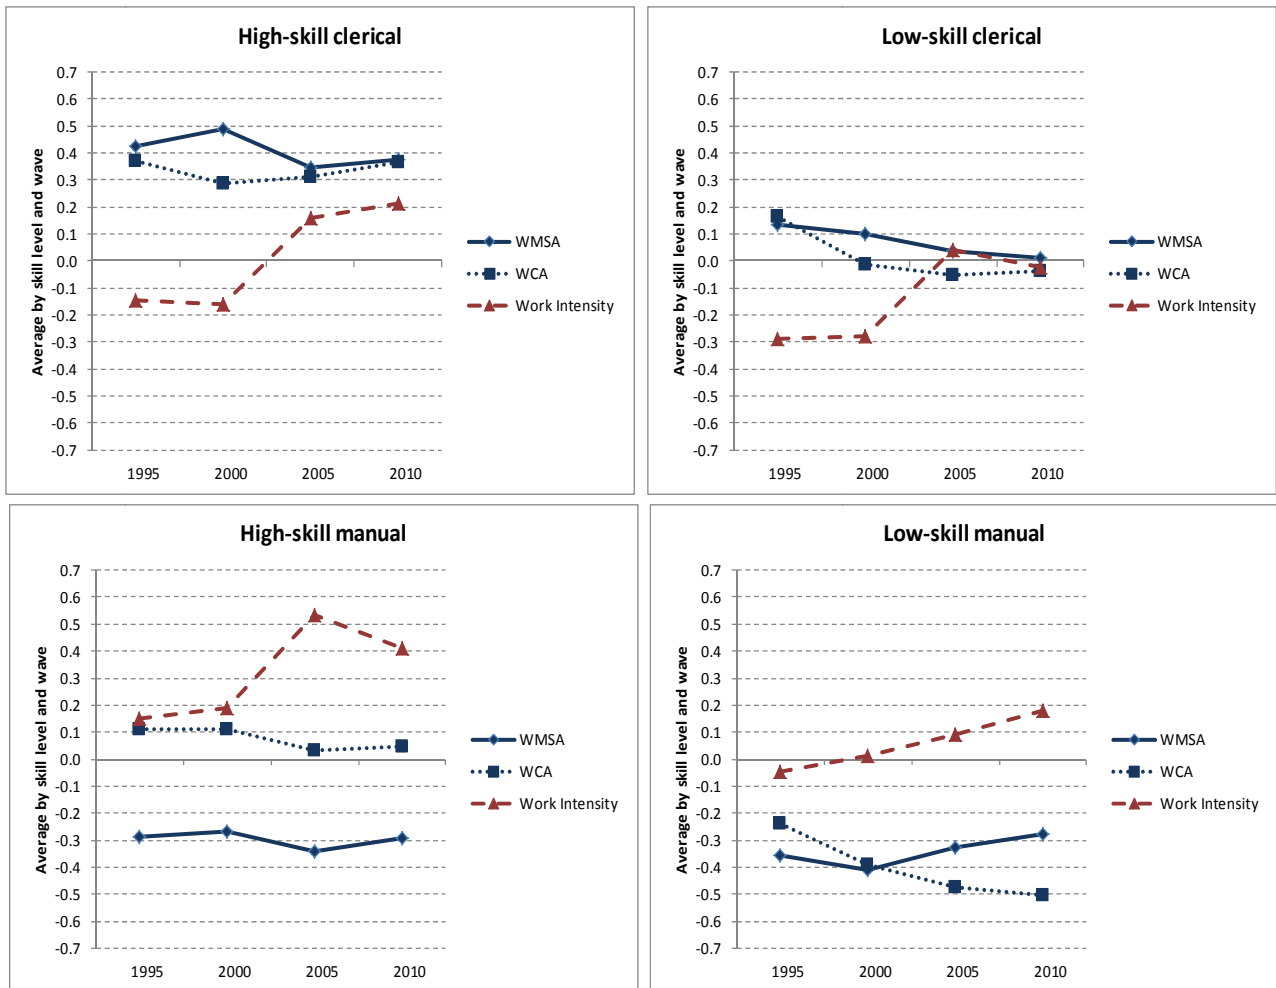 High-skill clerical
Average by skill level and wave
0.7
0.6
0.5
0.4
0.3
0.2
0.1
0.0
-0.1
-0.2
-0.3
-0.4
-0.5
-0.6
-0.7
1995 2000 2005 2010
WMSA
WCA
Work Intensity
Low-skill clerical
Average by skill level and wave
0.7
0.6
0.5
0.4
0.3
0.2
0.1
0.0
-0.1
-0.2
-0.3
-0.4
-0.5
-0.6
-0.7
1995 2000 2005 2010
WMSA
WCA
Work Intensity
High-skill manual
Average by skill level and wave
0.7
0.6
0.5
0.4
0.3
0.2
0.1
0.0
-0.1
-0.2
-0.3
-0.4
-0.5
-0.6
-0.7
1995 2000 2005 2010
WMSA
WCA
Work Intensity
Low-skill manual
Average by skill level and wave
0.7
0.6
0.5
0.4
0.3
0.2
0.1
0.0
-0.1
-0.2
-0.3
-0.4
-0.5
-0.6
-0.7
1995 2000 2005 2010
WMSA
WCA
Work Intensity